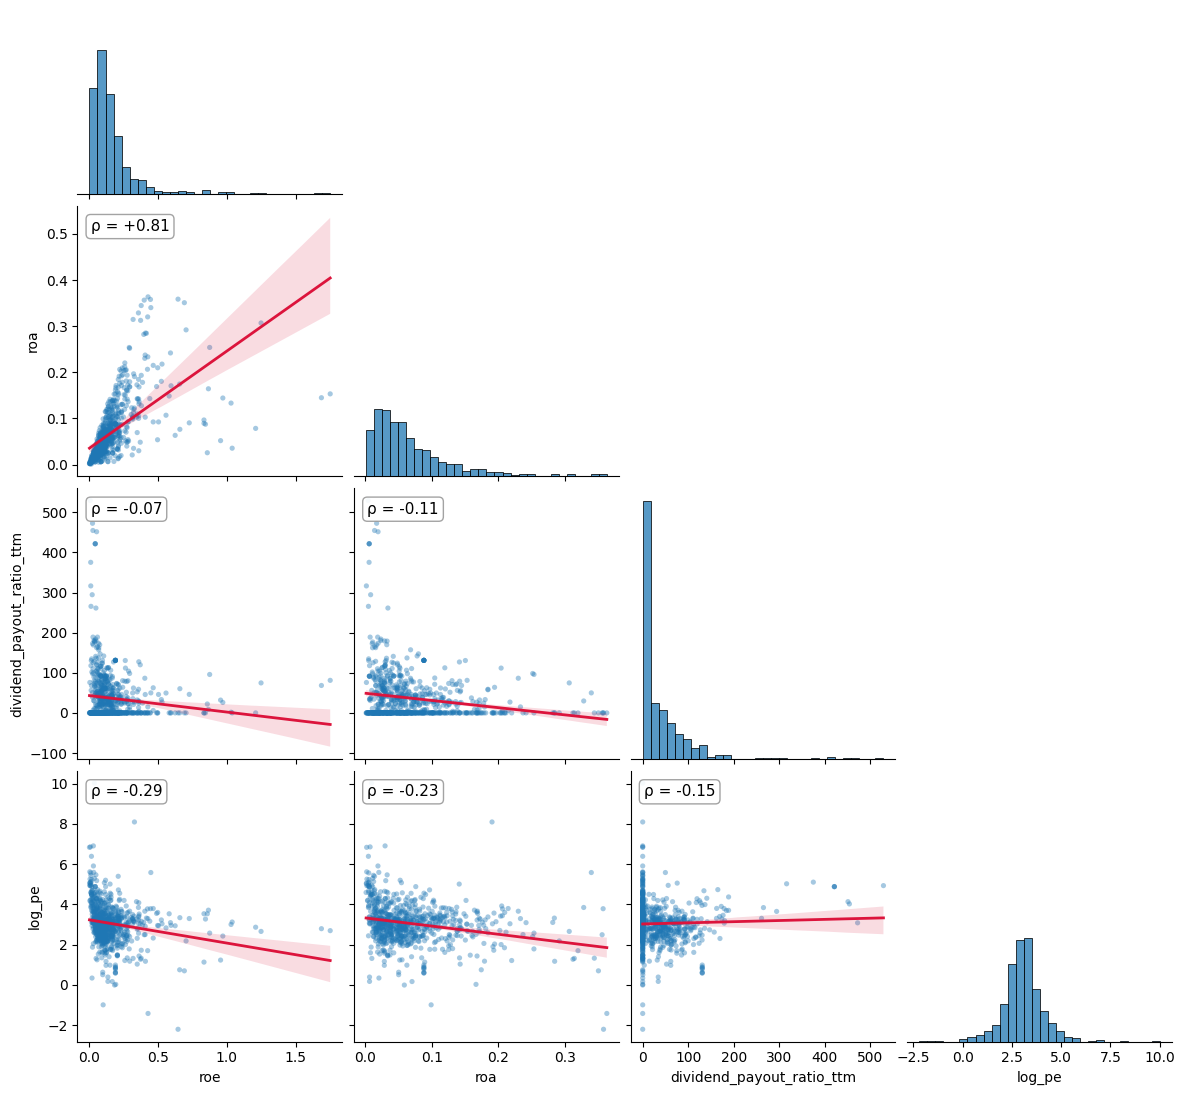 ρ = +0.81
0.5
0.4
0.3
0.2
0.1
0.0
roa
ρ = -0.07
ρ = -0.11
500
400
300
200
100
0
−100
dividend_payout_ratio_ttm
ρ = -0.29
ρ = -0.23
ρ = -0.15
10
8
6
4
2
0
−2
log_pe
0.0 0.5 1.0 1.5
0.0 0.1 0.2 0.3
0 100 200 300 400 500
−2.5 0.0 2.5 5.0 7.5 10.0
roe
roa
dividend_payout_ratio_ttm
log_pe